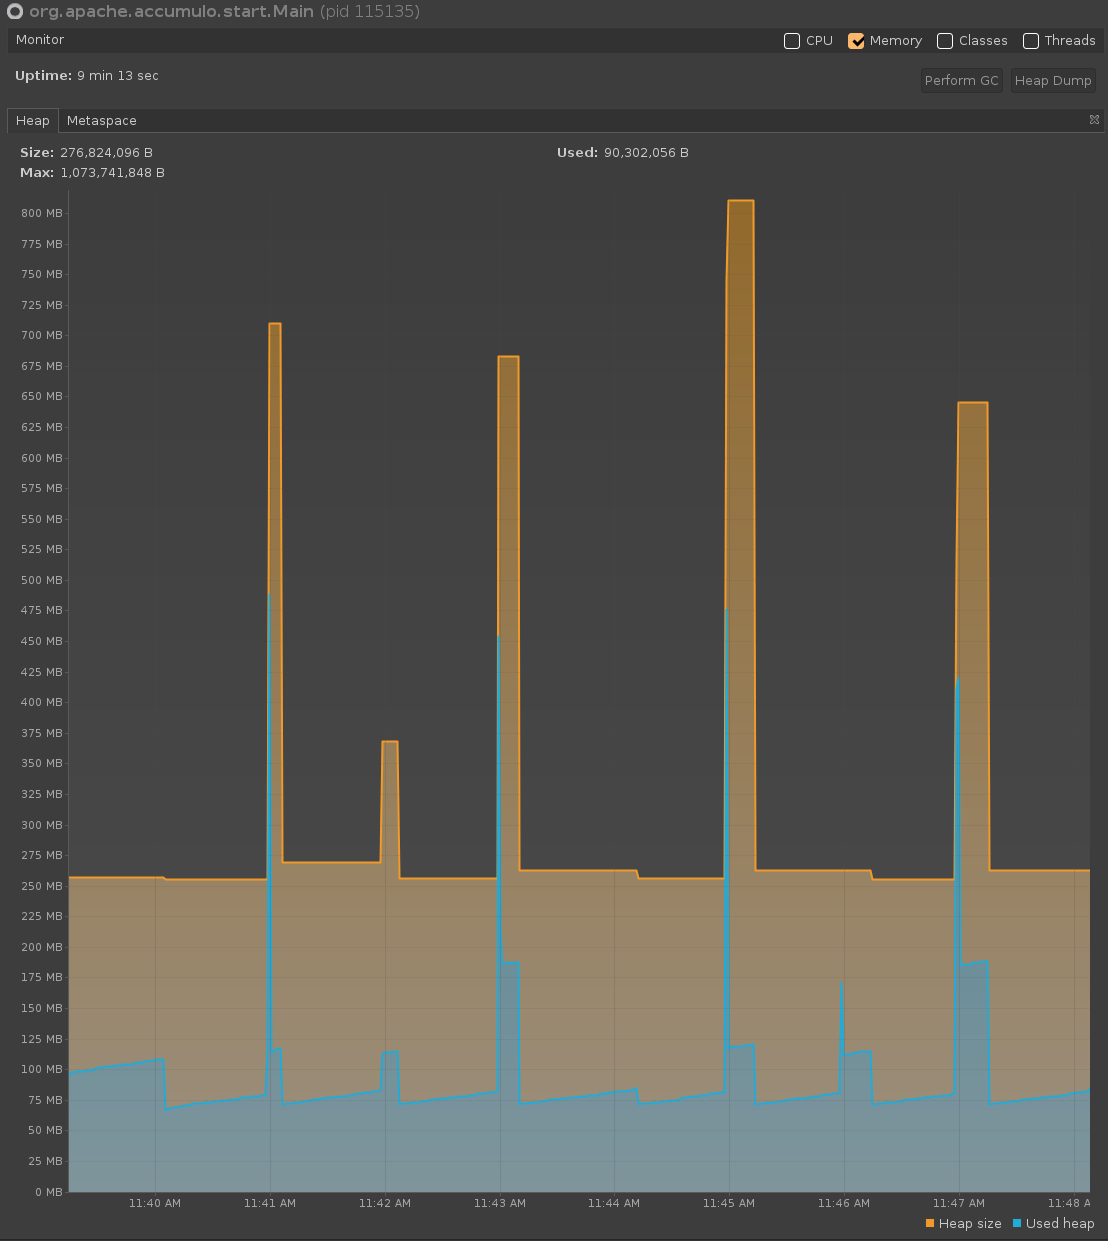 org.apache.accumulo.start.Main (pid 115135)
Monitor
CPU Memory Classes Threads
Uptime: 9 min 13 sec
Perform GC Heap Dump
Heap Metaspace
Size: 276,824,096 B
Used: 90,302,056 B
Max: 1,073,741,848 B
800 MB
775 MB
750 MB
725 MB
700 MB
675 MB
650 MB
625 MB
600 MB
575 MB
550 MB
525 MB
500 MB
475 MB
450 MB
425 MB
400 MB
375 MB
350 MB
325 MB
300 MB
275 MB
250 MB
225 MB
200 MB
175 MB
150 MB
125 MB
100 MB
75 MB
50 MB
25 MB
0 MB
11:40 AM 11:41 AM 11:42 AM 11:43 AM 11:44 AM 11:45 AM 11:46 AM 11:47 AM 11:48 A
Heap size Used heap